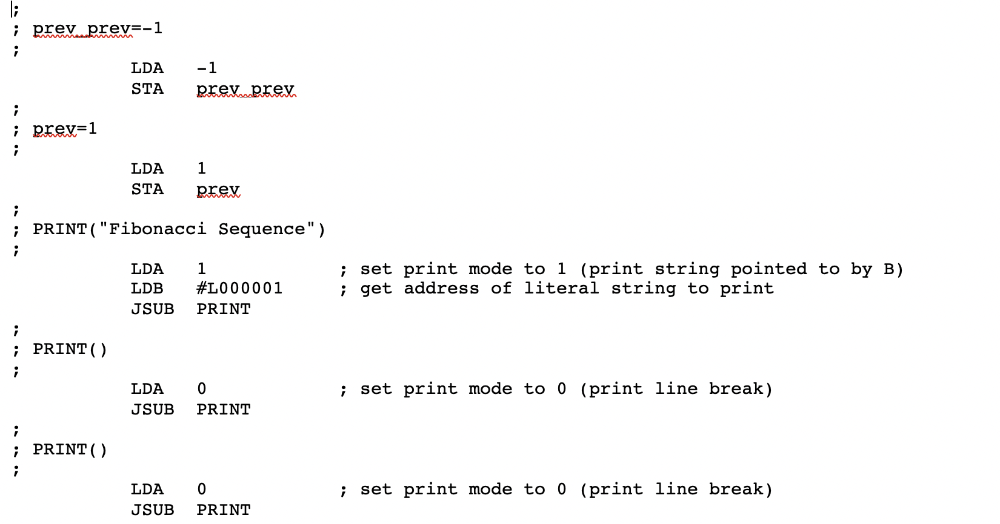 ;
; prev_prev=-1
;
LDA -1
STA prev_prev
;
; prev=1
;
LDA 1
STA prev
;
; PRINT("Fibonacci Sequence")
;
LDA 1 ; set print mode to 1 (print string pointed to by B)
LDB #L000001 ; get address of literal string to print
JSUB PRINT
;
; PRINT()
;
LDA 0 ; set print mode to 0 (print line break)
JSUB PRINT
;
; PRINT()
;
LDA 0 ; set print mode to 0 (print line break)
JSUB PRINT